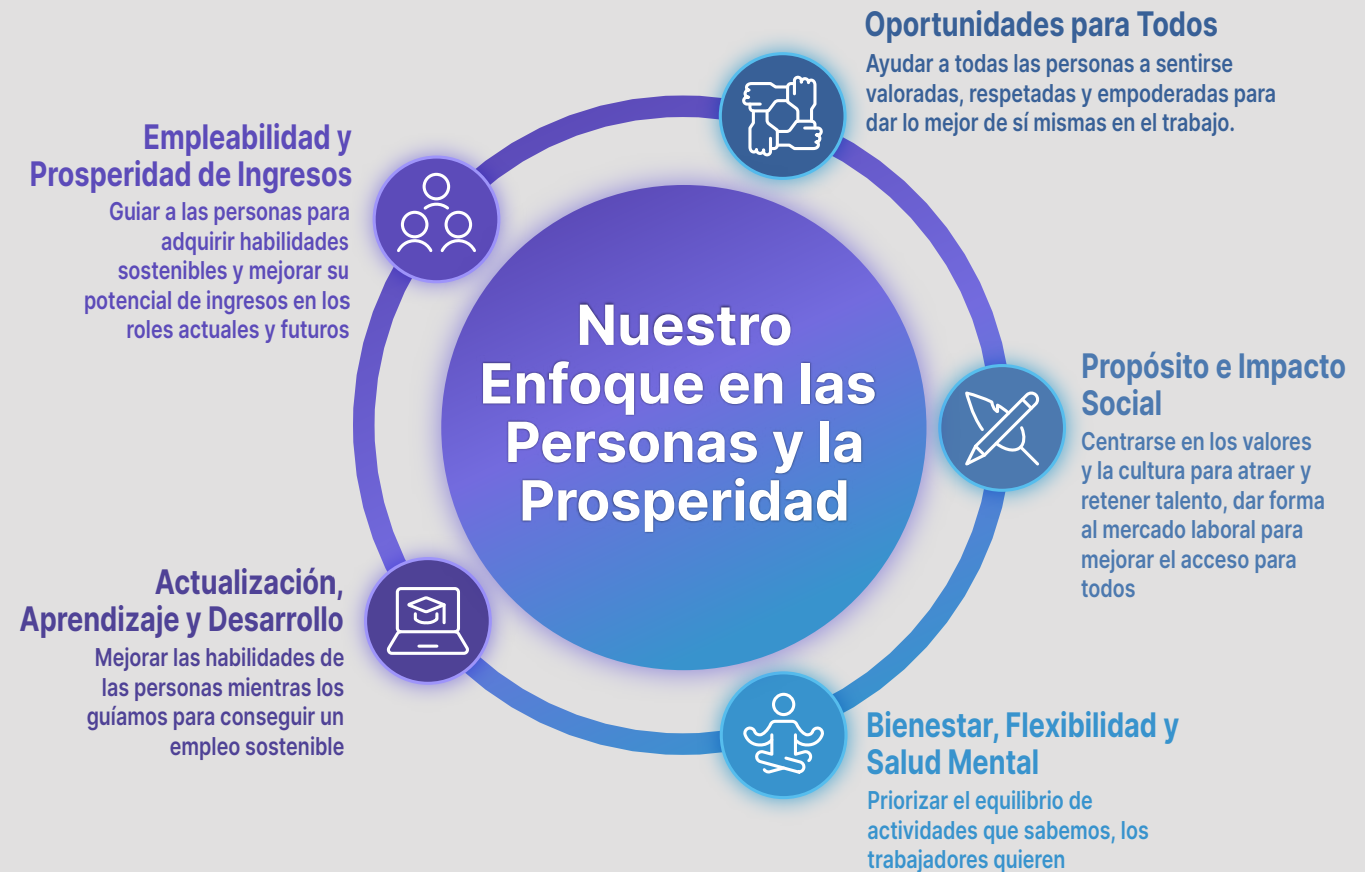 Oportunidades para Todos
Ayudar a todas las personas a sentirse
valoradas, respetadas y empoderadas para
dar lo mejor de sí mismas en el trabajo.
Empleabilidad y
Prosperidad de Ingresos
Guiar a las personas para
adquirir habilidades
sostenibles y mejorar su
potencial de ingresos en los
roles actuales y futuros
Nuestro
Enfoque en las
Personas y la
Prosperidad
Propósito e Impacto
Social
Centrarse en los valores
y la cultura para atraer y
retener talento, dar forma
al mercado laboral para
mejorar el acceso para
todos
Actualización,
Aprendizaje y Desarrollo
Mejorar las habilidades de
las personas mientras los
guíamos para conseguir un
empleo sostenible
Bienestar, Flexibilidad y
Salud Mental
Priorizar el equilibrio de
actividades que sabemos, los
trabajadores quieren